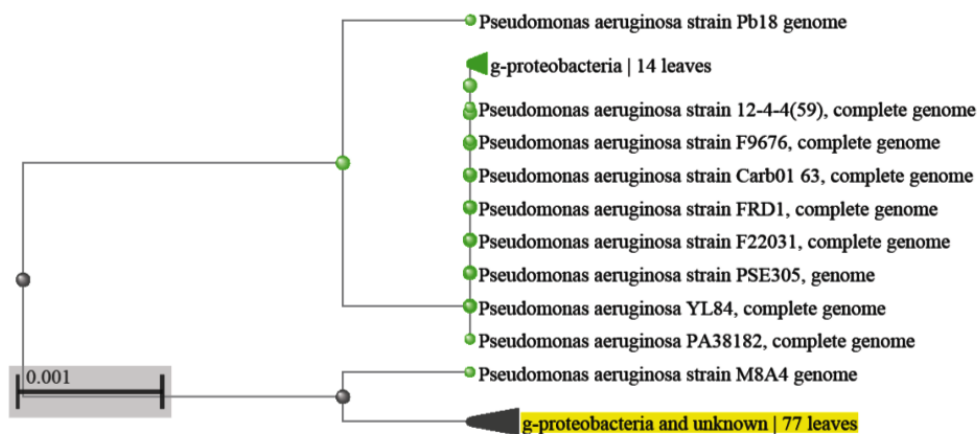 Pseudomonas aeruginosa strain Pb18 genome
g-proteobacteria | 14 leaves
Pseudomonas aeruginosa strain 12-4-4(59), complete genome
Pseudomonas aeruginosa strain F9676, complete genome
Pseudomonas aeruginosa strain Carb01 63, complete genome
Pseudomonas aeruginosa strain FRD1, complete genome
Pseudomonas aeruginosa strain F22031, complete genome
Pseudomonas aeruginosa strain PSE305, genome
Pseudomonas aeruginosa YL84, complete genome
Pseudomonas aeruginosa PA38182, complete genome
0.001
Pseudomonas aeruginosa strain M8A4 genome
g-proteobacteria and unknown | 77 leaves